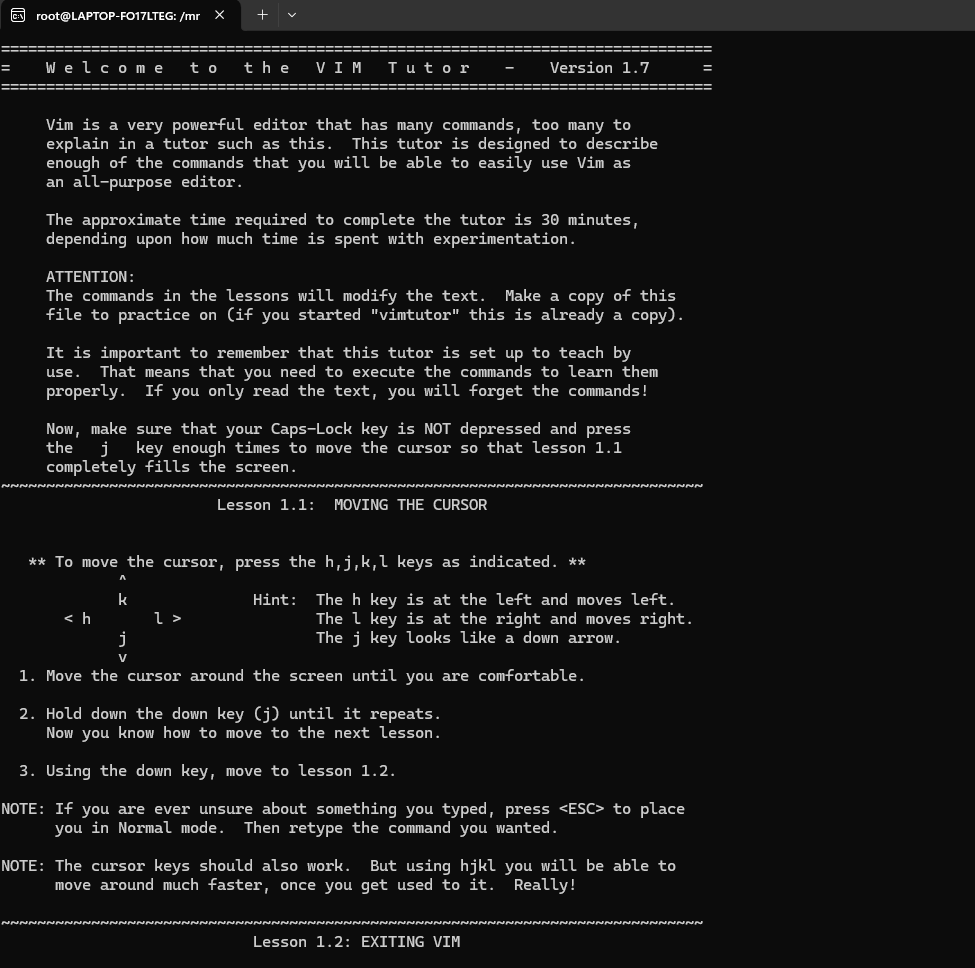 root@LAPTOP-FO17LTEG: /mr
===============================================================================
=    W e l c o m e   t o   t h e   V I M   T u t o r    -    Version 1.7      =
===============================================================================

     Vim is a very powerful editor that has many commands, too many to
     explain in a tutor such as this.  This tutor is designed to describe
     enough of the commands that you will be able to easily use Vim as
     an all-purpose editor.

     The approximate time required to complete the tutor is 30 minutes,
     depending upon how much time is spent with experimentation.

     ATTENTION:
     The commands in the lessons will modify the text.  Make a copy of this
     file to practice on (if you started "vimtutor" this is already a copy).

     It is important to remember that this tutor is set up to teach by
     use.  That means that you need to execute the commands to learn them
     properly.  If you only read the text, you will forget the commands!

     Now, make sure that your Caps-Lock key is NOT depressed and press
     the   j   key enough times to move the cursor so that lesson 1.1
     completely fills the screen.
~~~~~~~~~~~~~~~~~~~~~~~~~~~~~~~~~~~~~~~~~~~~~~~~~~~~~~~~~~~~~~~~~~~~~~~~~~~~~~
                        Lesson 1.1:  MOVING THE CURSOR


   ** To move the cursor, press the h,j,k,l keys as indicated. **
             ^
             k              Hint:  The h key is at the left and moves left.
       < h       l >               The l key is at the right and moves right.
             j                     The j key looks like a down arrow.
             v
  1. Move the cursor around the screen until you are comfortable.

  2. Hold down the down key (j) until it repeats.
     Now you know how to move to the next lesson.

  3. Using the down key, move to lesson 1.2.

NOTE: If you are ever unsure about something you typed, press <ESC> to place
      you in Normal mode.  Then retype the command you wanted.

NOTE: The cursor keys should also work.  But using hjkl you will be able to
      move around much faster, once you get used to it.  Really!

~~~~~~~~~~~~~~~~~~~~~~~~~~~~~~~~~~~~~~~~~~~~~~~~~~~~~~~~~~~~~~~~~~~~~~~~~~~~~~
                            Lesson 1.2: EXITING VIM